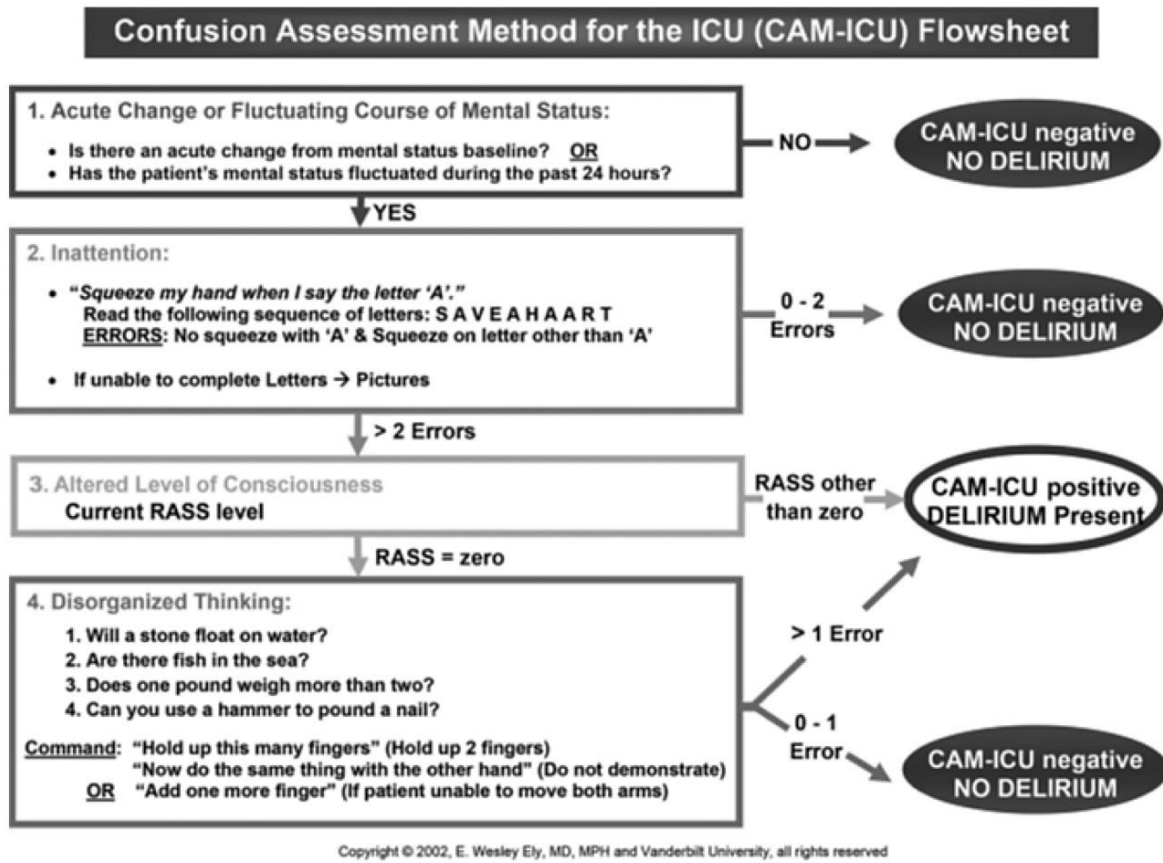 Confusion Assessment Method for the ICU (CAM-ICU) Flowsheet
1. Acute Change or Fluctuating Course of Mental Status:
• Is there an acute change from mental status baseline? OR
• Has the patient’s mental status fluctuated during the past 24 hours?
NO
CAM-ICU negative
NO DELIRIUM
YES
2. Inattention:
• “Squeeze my hand when I say the letter ‘A’.”
Read the following sequence of letters: S A V E A H A A R T
ERRORS: No squeeze with ‘A’ & Squeeze on letter other than ‘A’
• If unable to complete Letters → Pictures
0 - 2
Errors
CAM-ICU negative
NO DELIRIUM
> 2 Errors
3. Altered Level of Consciousness
Current RASS level
RASS other
than zero
CAM-ICU positive
DELIRIUM Present
RASS = zero
4. Disorganized Thinking:
1. Will a stone float on water?
2. Are there fish in the sea?
3. Does one pound weigh more than two?
4. Can you use a hammer to pound a nail?
Command: “Hold up this many fingers” (Hold up 2 fingers)
“Now do the same thing with the other hand” (Do not demonstrate)
OR “Add one more finger” (If patient unable to move both arms)
> 1 Error
0 - 1
Error
CAM-ICU negative
NO DELIRIUM
Copyright © 2002, E. Wesley Ely, MD, MPH and Vanderbilt University, all rights reserved